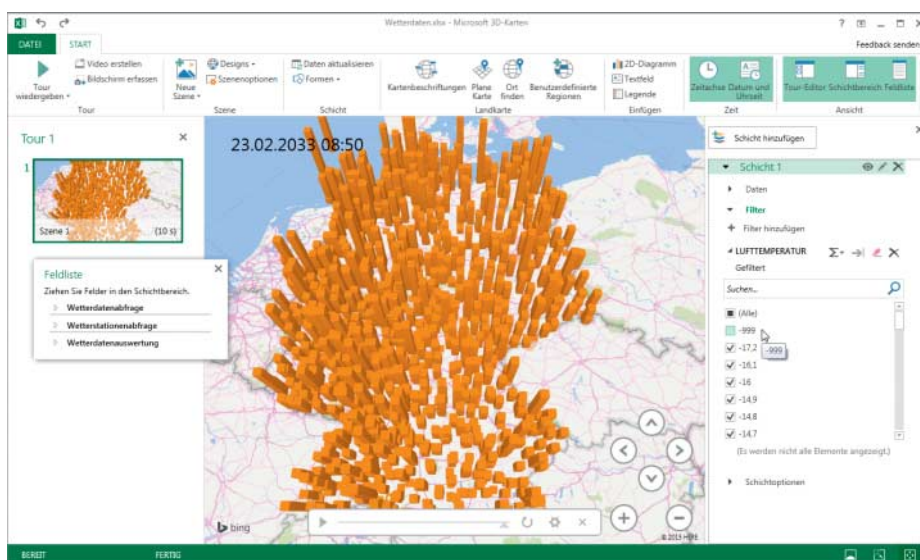 Wetterdaten.xlsx - Microsoft 3D-Karten
DATEI
START
Feedback senden
Tour wiedergeben
Video erstellen
Bildschirm erfassen
Tour
Neue Szene
Designs
Szenenoptionen
Szene
Daten aktualisieren
Formen
Schicht
Kartenbeschriftungen
Plane Karte
Ort finden
Benutzerdefinierte Regionen
Landkarte
2D-Diagramm
Textfeld
Legende
Einfügen
Zeitachse
Datum und Uhrzeit
Zeit
Tour-Editor
Schichtbereich
Feldliste
Ansicht
Tour 1
1
Szene 1
(10 s)
Feldliste
Ziehen Sie Felder in den Schichtbereich.
Wetterdatenabfrage
Wetterstationenabfrage
Wetterdatenauswertung
23.02.2033 08:50
bing
© 2013 HERE
Schicht hinzufügen
Schicht 1
Daten
Filter
Filter hinzufügen
LUFTTEMPERATUR
Gefiltert
Suchen...
(Alle)
-999
-999
-17,2
-16,1
-16
-14,9
-14,8
-14,7
(Es werden nicht alle Elemente angezeigt.)
Schichtoptionen
BEREIT
FERTIG